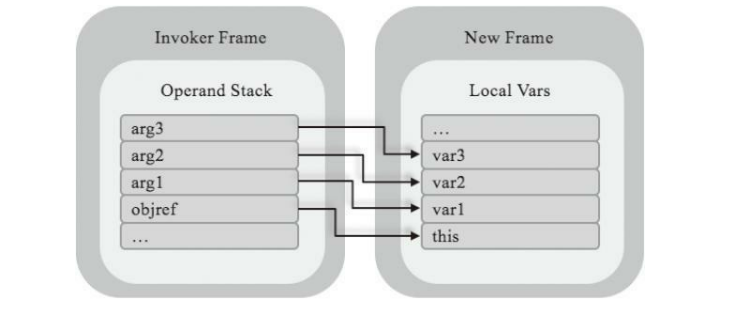 Invoker Frame
Operand Stack
arg3
arg2
arg1
objref
...
New Frame
Local Vars
...
var3
var2
var1
this